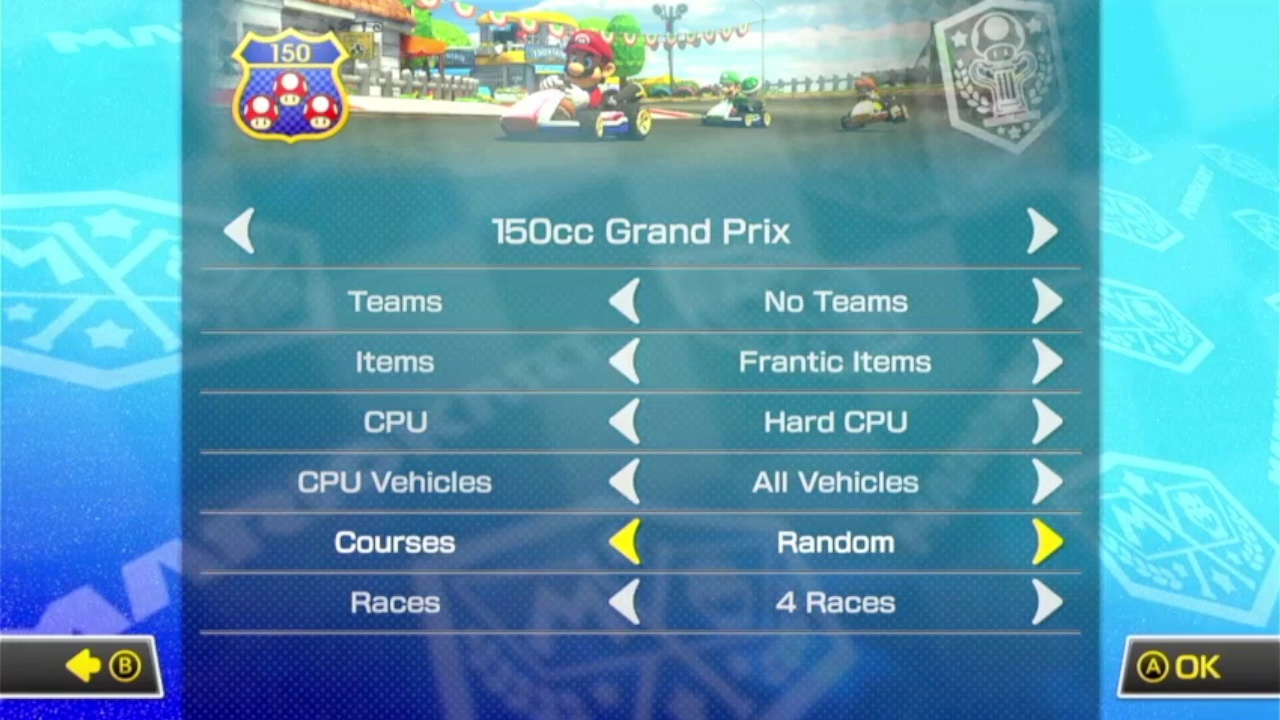 150
150cc Grand Prix
Teams No Teams
Items Frantic Items
CPU Hard CPU
CPU Vehicles All Vehicles
Courses Random
Races 4 Races
B
A OK